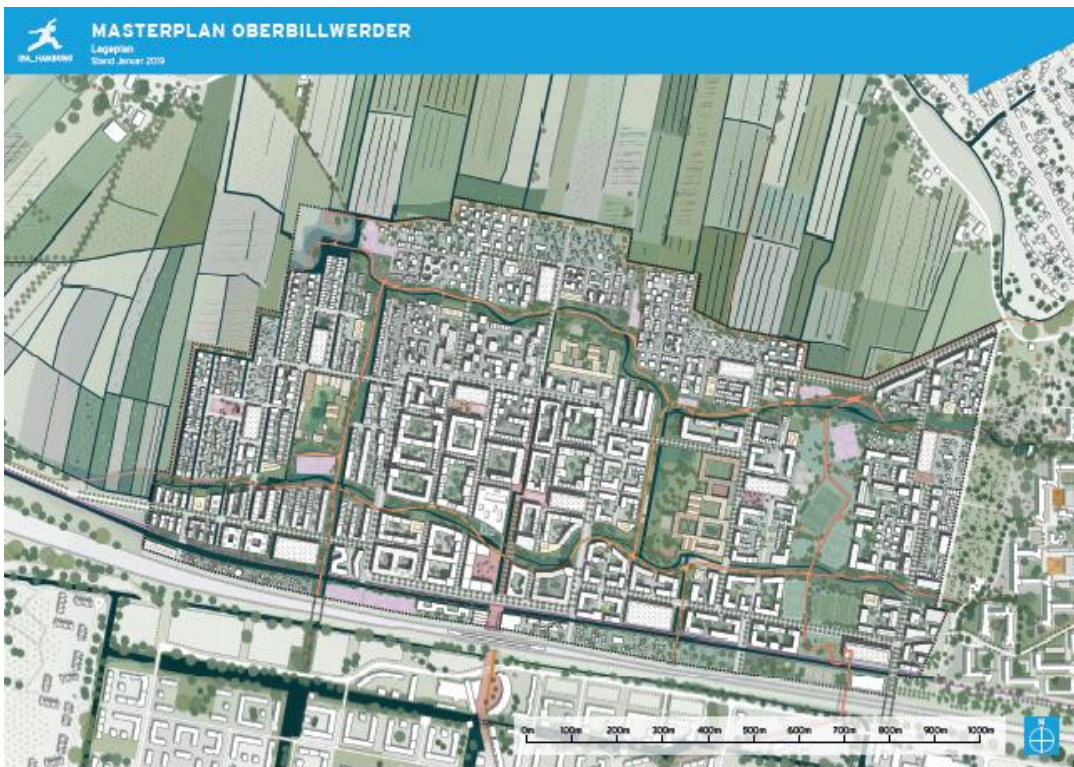 MASTERPLAN OBERBILLWERDER
Lageplan
Stand Januar 2019
IBA_HAMBURG
0m 100m 200m 300m 400m 500m 600m 700m 800m 900m 1000m
N